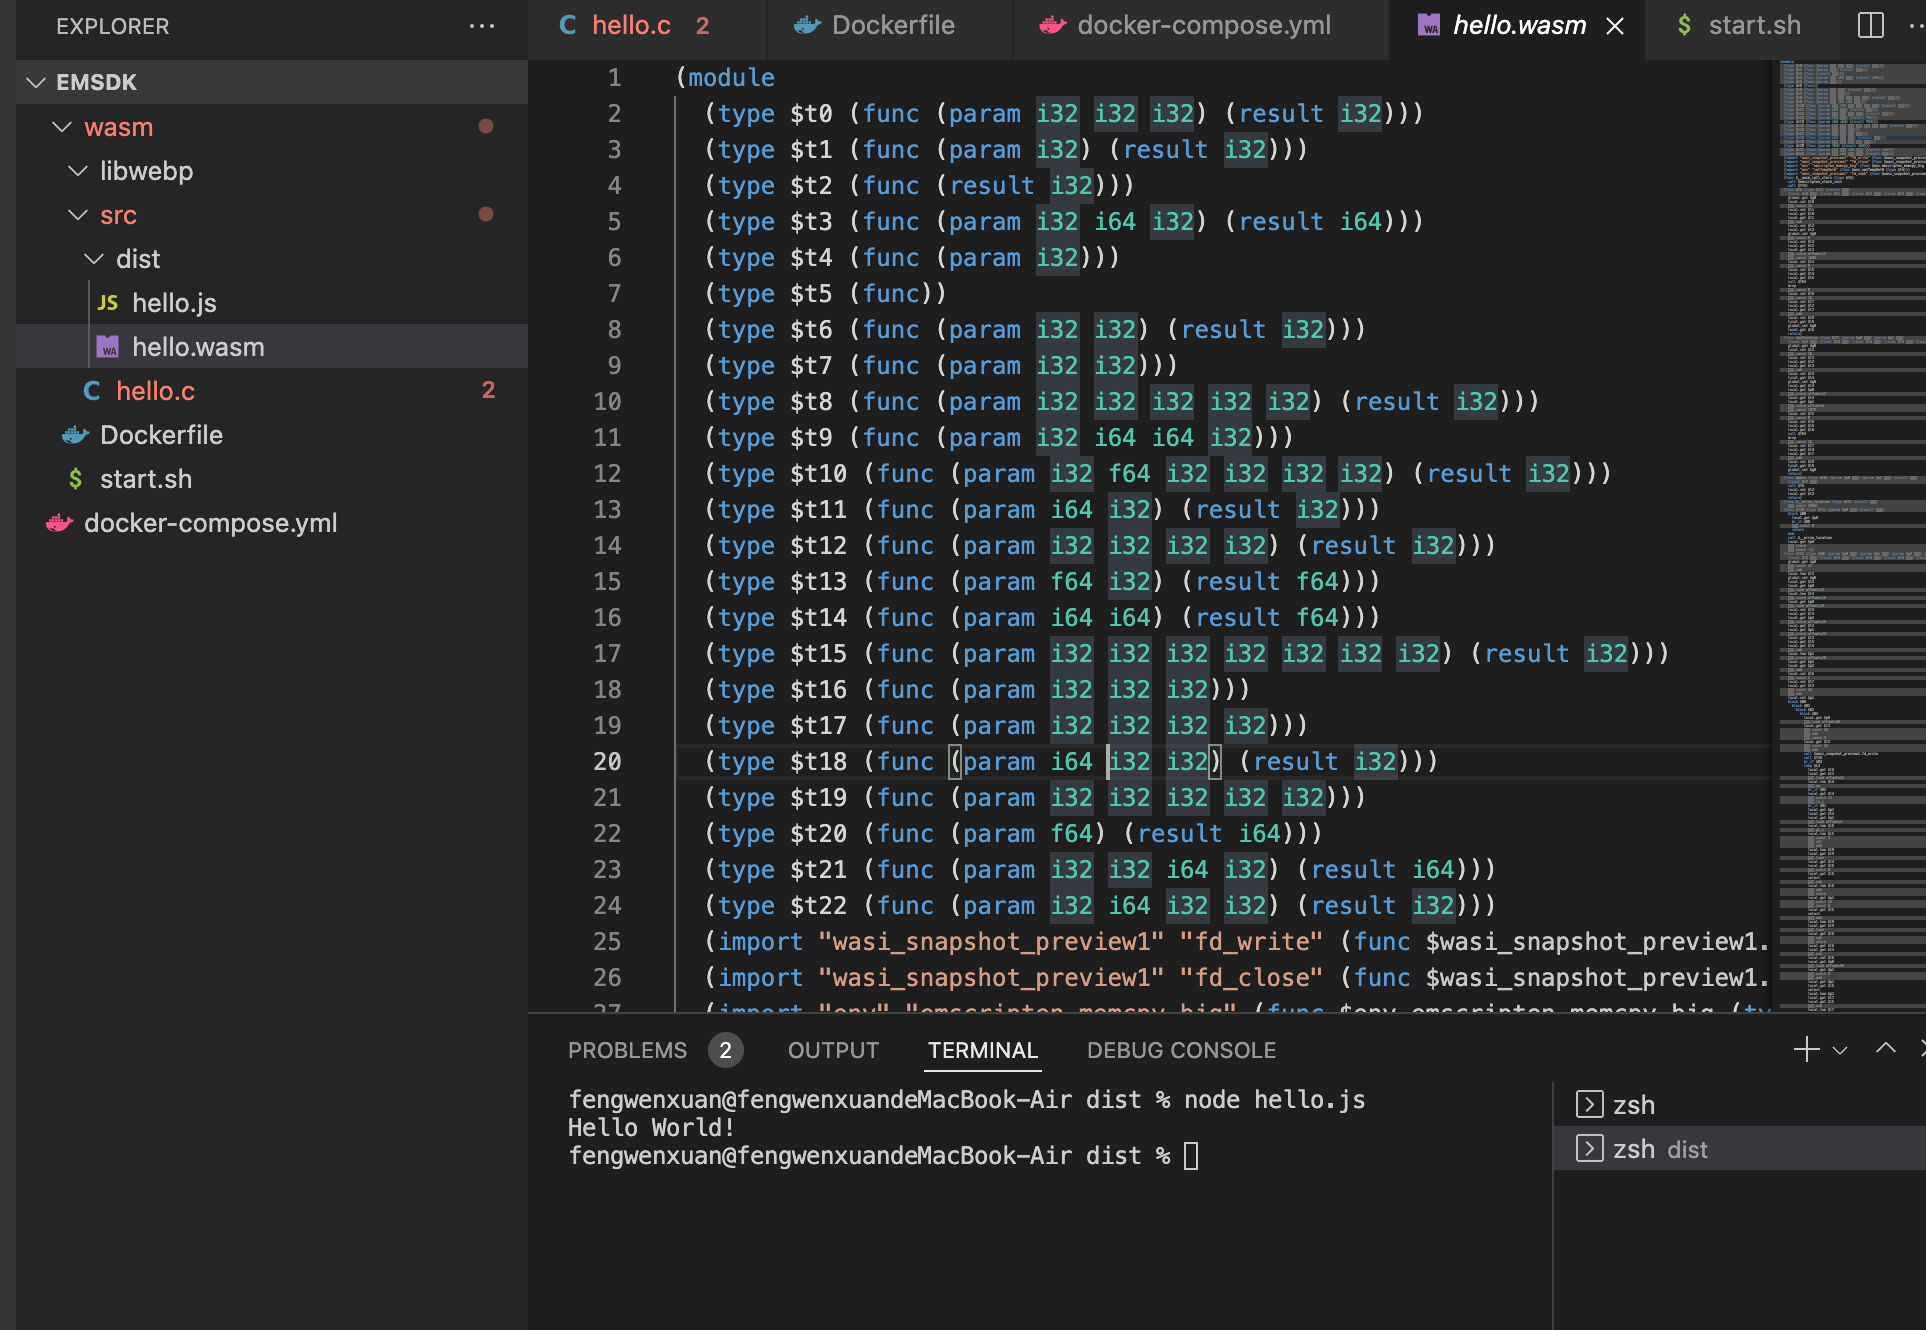 EXPLORER
EMSDK
wasm
libwebp
src
dist
JS hello.js
WA hello.wasm
C hello.c 2
Dockerfile
$ start.sh
docker-compose.yml
C hello.c 2
Dockerfile
docker-compose.yml
WA hello.wasm
$ start.sh
1 (module
2 (type $t0 (func (param i32 i32 i32) (result i32)))
3 (type $t1 (func (param i32) (result i32)))
4 (type $t2 (func (result i32)))
5 (type $t3 (func (param i32 i64 i32) (result i64)))
6 (type $t4 (func (param i32)))
7 (type $t5 (func))
8 (type $t6 (func (param i32 i32) (result i32)))
9 (type $t7 (func (param i32 i32)))
10 (type $t8 (func (param i32 i32 i32 i32 i32) (result i32)))
11 (type $t9 (func (param i32 i64 i64 i32)))
12 (type $t10 (func (param i32 f64 i32 i32 i32 i32) (result i32)))
13 (type $t11 (func (param i64 i32) (result i32)))
14 (type $t12 (func (param i32 i32 i32 i32) (result i32)))
15 (type $t13 (func (param f64 i32) (result f64)))
16 (type $t14 (func (param i64 i64) (result f64)))
17 (type $t15 (func (param i32 i32 i32 i32 i32 i32 i32) (result i32)))
18 (type $t16 (func (param i32 i32 i32)))
19 (type $t17 (func (param i32 i32 i32 i32)))
20 (type $t18 (func (param i64 i32 i32) (result i32)))
21 (type $t19 (func (param i32 i32 i32 i32 i32)))
22 (type $t20 (func (param f64) (result i64)))
23 (type $t21 (func (param i32 i32 i64 i32) (result i64)))
24 (type $t22 (func (param i32 i64 i32 i32) (result i32)))
25 (import "wasi_snapshot_preview1" "fd_write" (func $wasi_snapshot_preview1.
26 (import "wasi_snapshot_preview1" "fd_close" (func $wasi_snapshot_preview1.
27 (import "env" "emscripten_memcpy_big" (func $env.emscripten_memcpy_big (ty
PROBLEMS 2 OUTPUT TERMINAL DEBUG CONSOLE
fengwenxuan@fengwenxuandeMacBook-Air dist % node hello.js
Hello World!
fengwenxuan@fengwenxuandeMacBook-Air dist %
zsh
zsh dist